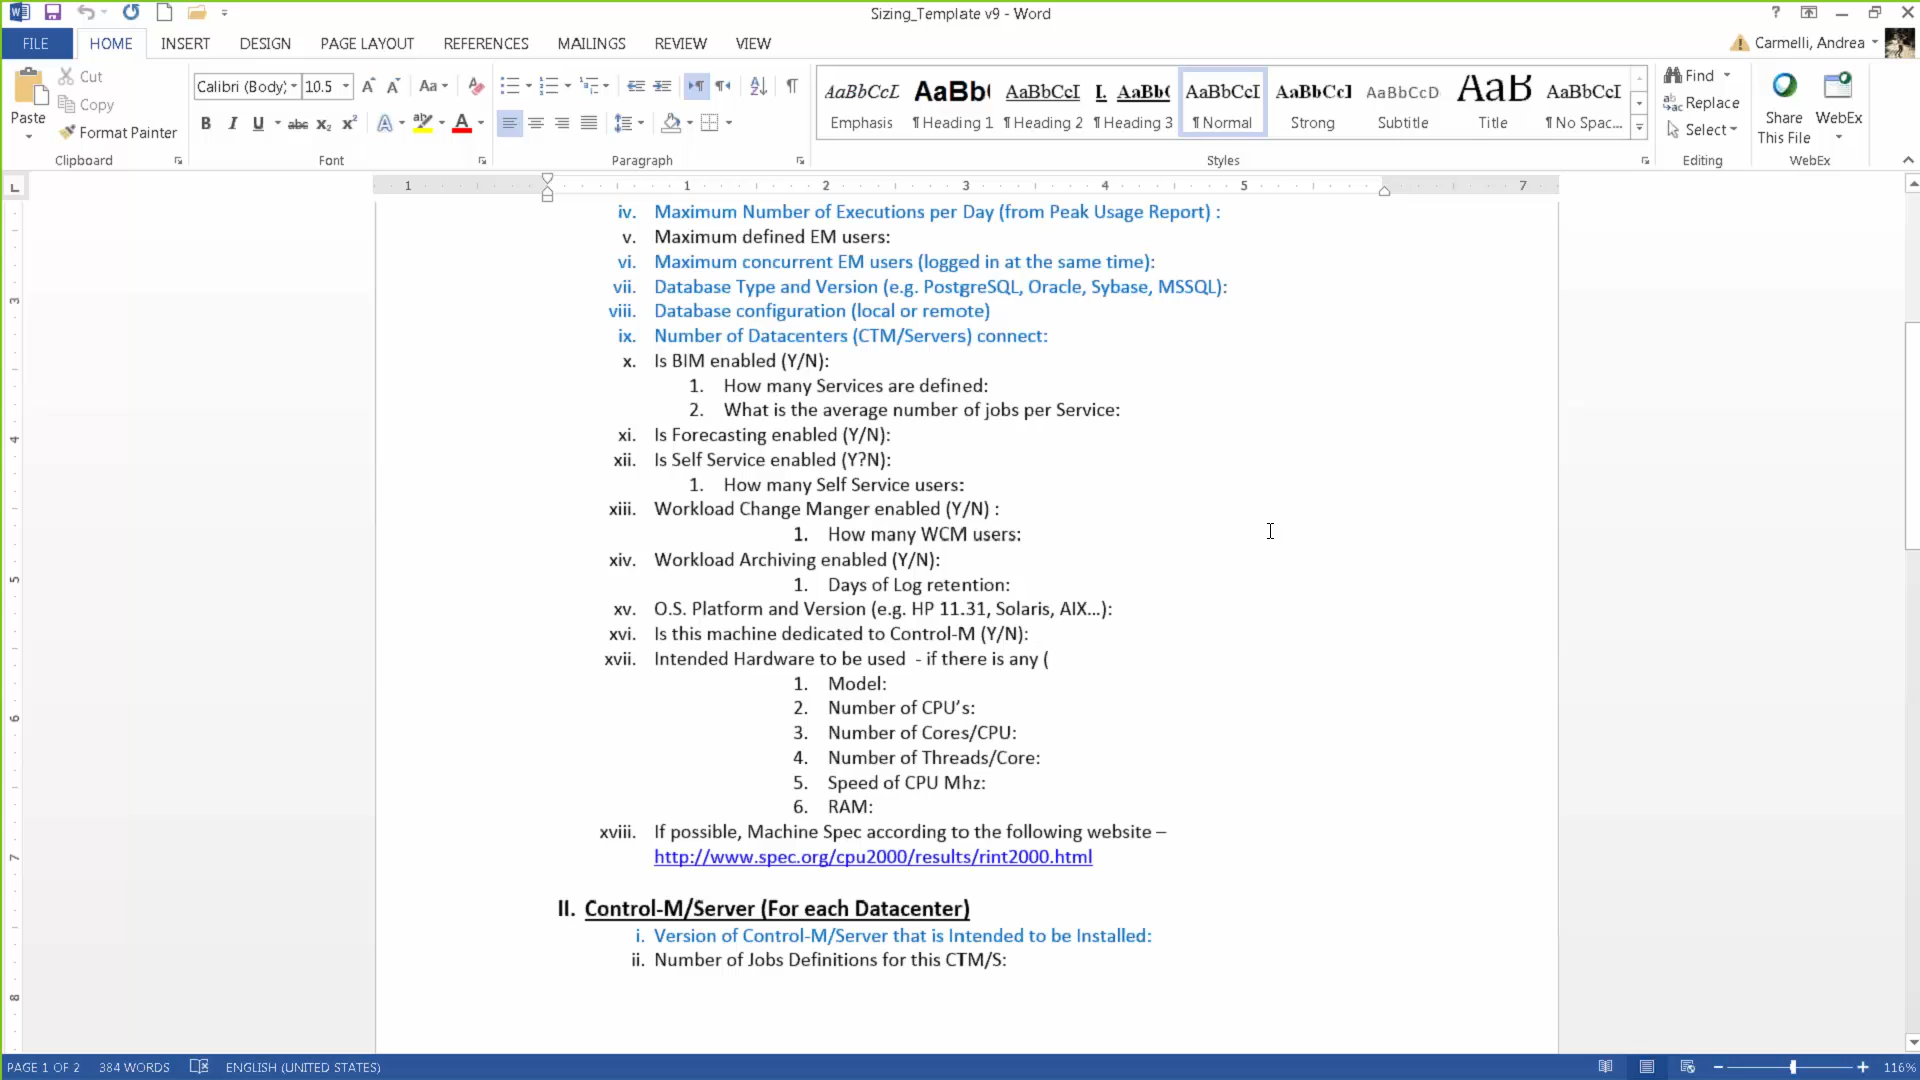 Sizing_Template v9 - Word
FILE HOME INSERT DESIGN PAGE LAYOUT REFERENCES MAILINGS REVIEW VIEW
Carmelli, Andrea
Paste
Cut
Copy
Format Painter
Clipboard
Calibri (Body; 10.5
Font
Paragraph
AaBbCcL AaBb( AaBbCcI I. AaBb( AaBbCcI AaBbCcI AaBbCcD AaB AaBbCcI
Emphasis ¶ Heading 1 ¶ Heading 2 ¶ Heading 3 ¶ Normal Strong Subtitle Title ¶ No Spac...
Styles
Find
Replace
Select
Editing
Share This File
WebEx
WebEx
1 1 2 3 4 5 7
iv. Maximum Number of Executions per Day (from Peak Usage Report) :
v. Maximum defined EM users:
vi. Maximum concurrent EM users (logged in at the same time):
vii. Database Type and Version (e.g. PostgreSQL, Oracle, Sybase, MSSQL):
viii. Database configuration (local or remote)
ix. Number of Datacenters (CTM/Servers) connect:
x. Is BIM enabled (Y/N):
1. How many Services are defined:
2. What is the average number of jobs per Service:
xi. Is Forecasting enabled (Y/N):
xii. Is Self Service enabled (Y?N):
1. How many Self Service users:
xiii. Workload Change Manger enabled (Y/N) :
1. How many WCM users:
xiv. Workload Archiving enabled (Y/N):
1. Days of Log retention:
xv. O.S. Platform and Version (e.g. HP 11.31, Solaris, AIX...):
xvi. Is this machine dedicated to Control-M (Y/N):
xvii. Intended Hardware to be used - if there is any (
1. Model:
2. Number of CPU's:
3. Number of Cores/CPU:
4. Number of Threads/Core:
5. Speed of CPU Mhz:
6. RAM:
xviii. If possible, Machine Spec according to the following website –
http://www.spec.org/cpu2000/results/rint2000.html
II. Control-M/Server (For each Datacenter)
i. Version of Control-M/Server that is Intended to be Installed:
ii. Number of Jobs Definitions for this CTM/S:
3
4
5
6
7
8
PAGE 1 OF 2 384 WORDS ENGLISH (UNITED STATES) 116%